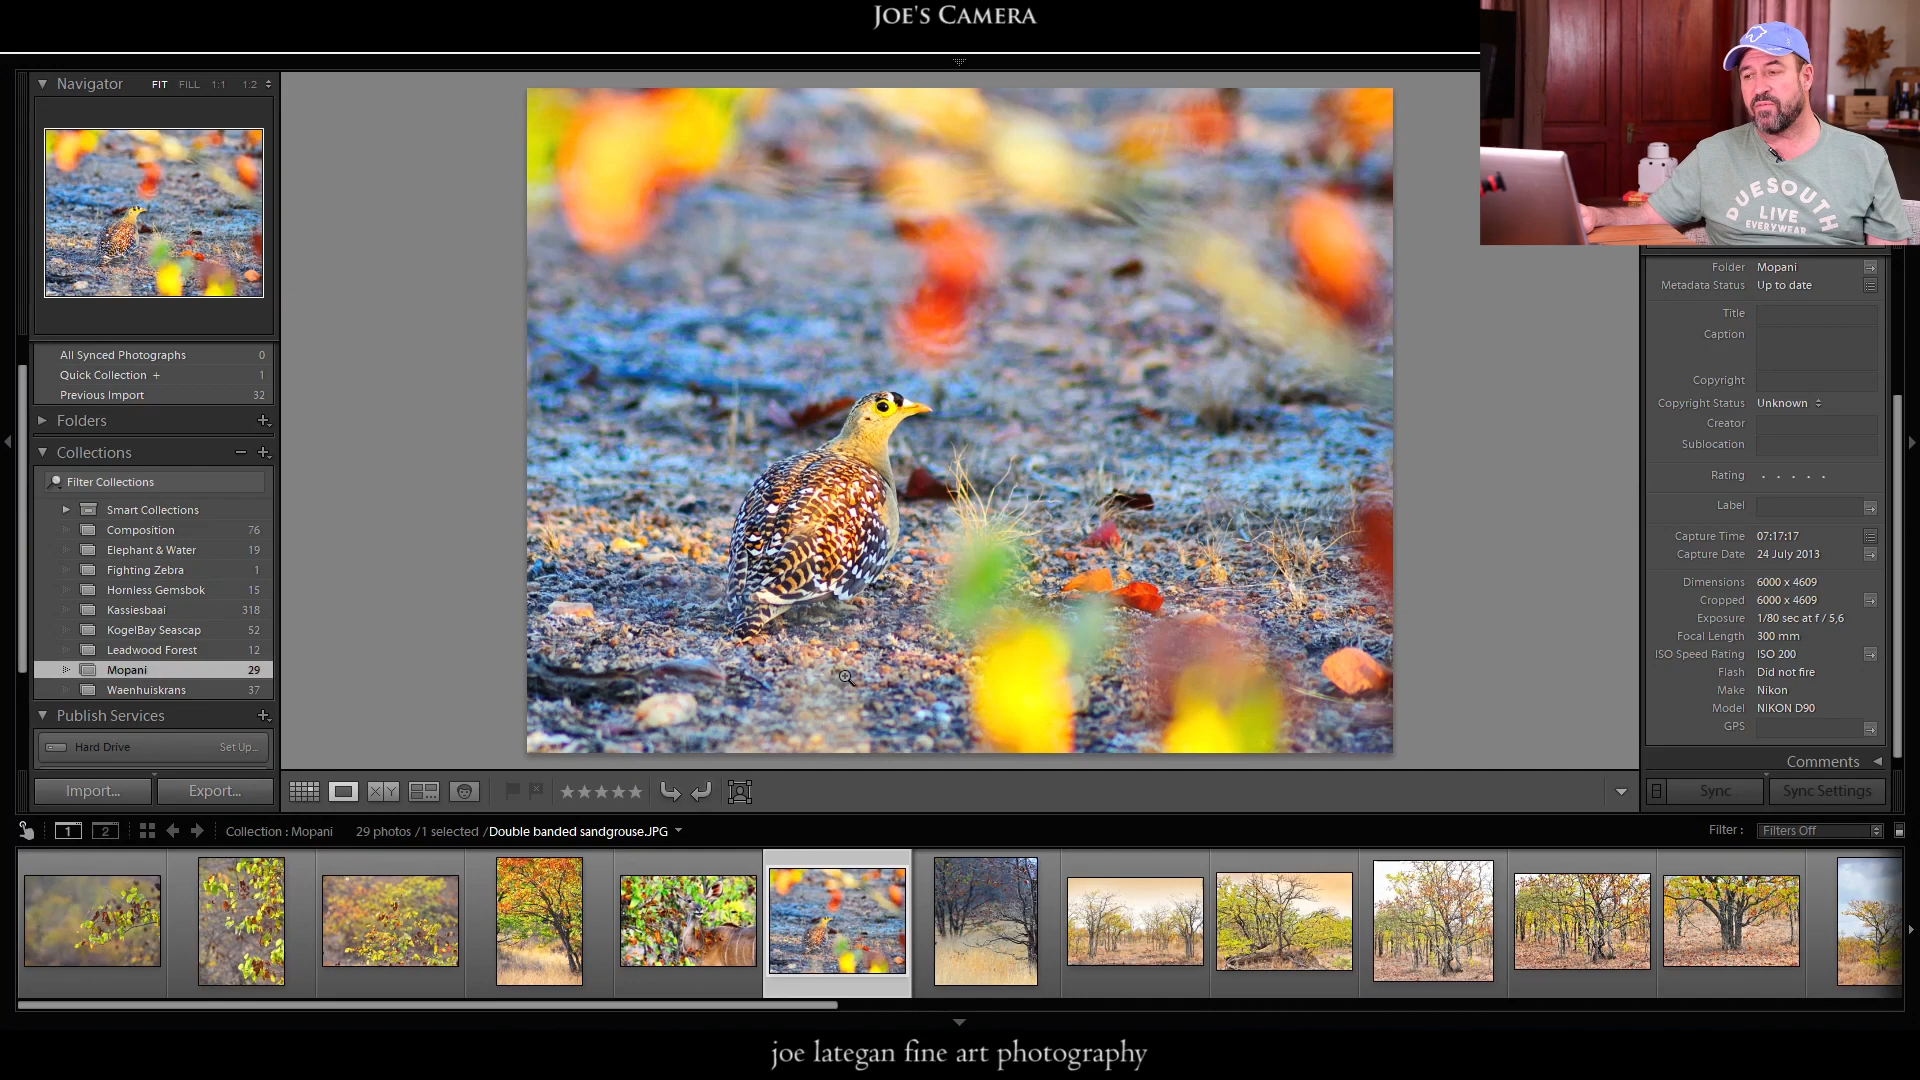 JOE'S CAMERA
Navigator FIT FILL 1:1 1:2
All Synced Photographs 0
Quick Collection + 1
Previous Import 32
Folders
Collections
Filter Collections
Smart Collections
Composition 76
Elephant & Water 19
Fighting Zebra 1
Hornless Gemsbok 15
Kassiesbaai 318
KogelBay Seascap 52
Leadwood Forest 12
Mopani 29
Waenhuiskrans 37
Publish Services
Hard Drive Set Up...
Import... Export...
DUESOUTH
LIVE
EVERYWEAR
Folder Mopani
Metadata Status Up to date
Title
Caption
Copyright
Copyright Status Unknown
Creator
Sublocation
Rating
Label
Capture Time 07:17:17
Capture Date 24 July 2013
Dimensions 6000 x 4609
Cropped 6000 x 4609
Exposure 1/80 sec at f / 5,6
Focal Length 300 mm
ISO Speed Rating ISO 200
Flash Did not fire
Make Nikon
Model NIKON D90
GPS
Comments
Sync Sync Settings
X Y
1 2 Collection : Mopani 29 photos /1 selected /Double banded sandgrouse.JPG Filter : Filters Off
joe lategan fine art photography